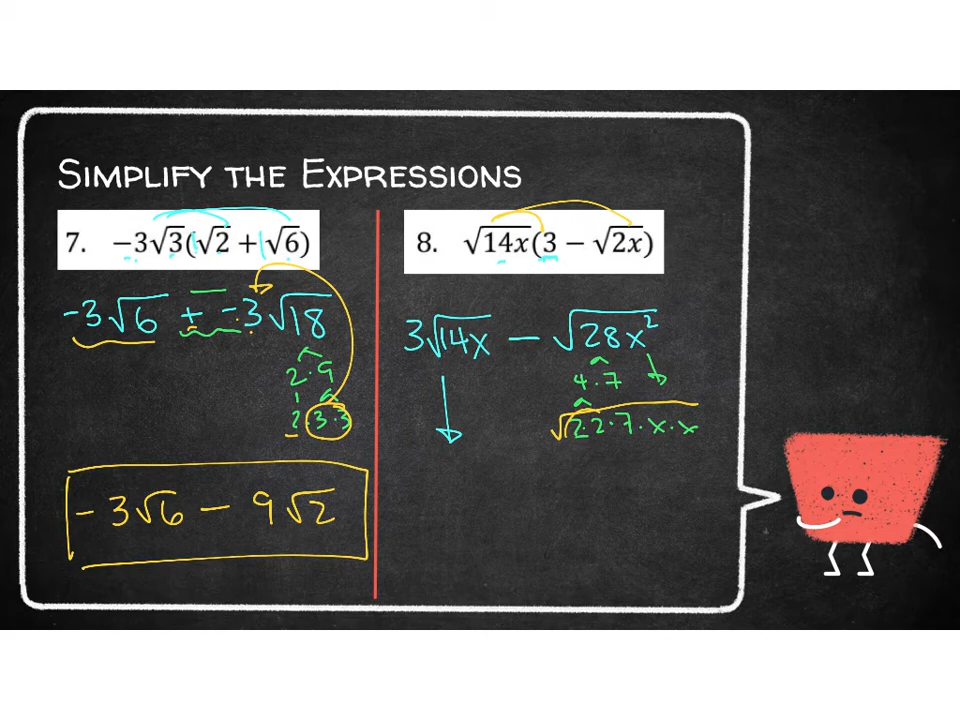 SIMPLIFY THE EXPRESSIONS
7. −3√3(√2 + √6)
-3√6 + -3√18
2·9
2·3·3
-3√6 − 9√2
8. √14x(3 − √2x)
3√14x − √28x²
4·7
√2·2·7·x·x